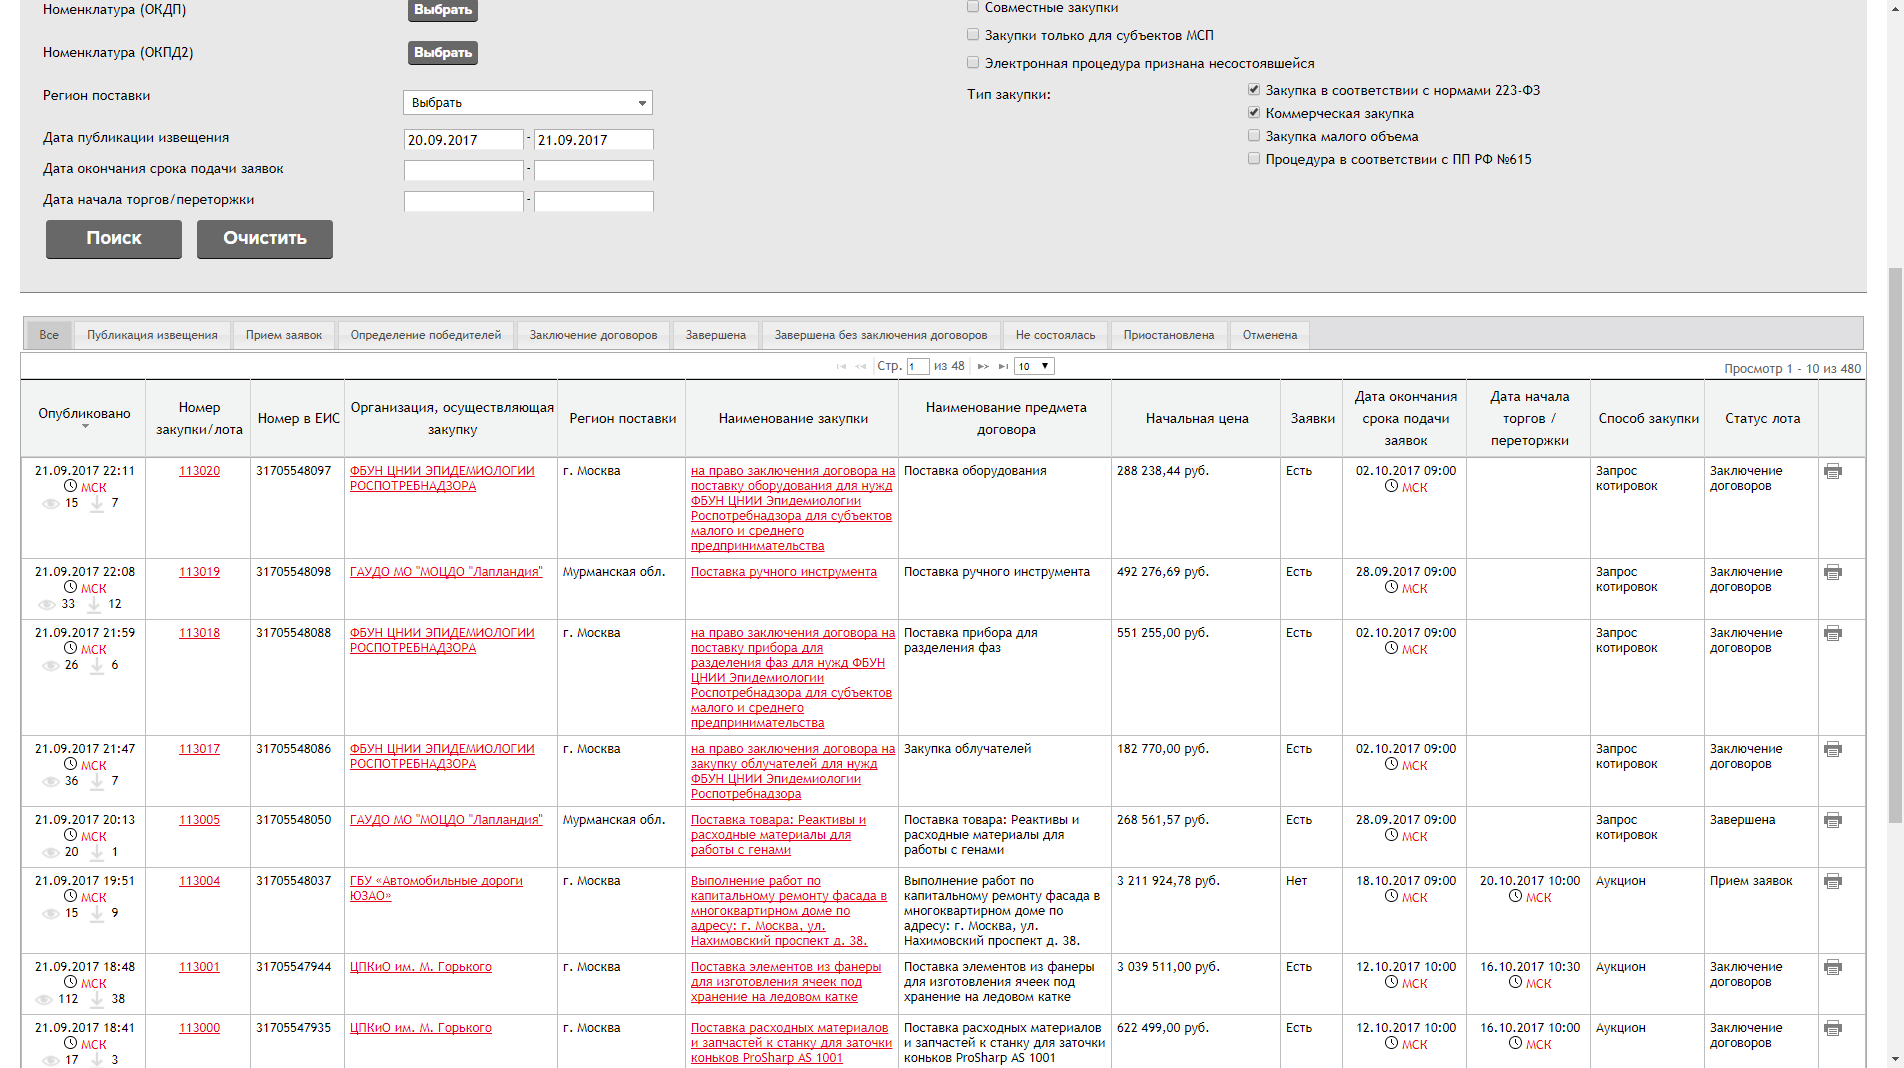 Номенклатура (ОКДП) Выбрать
Совместные закупки
Закупки только для субъектов МСП
Номенклатура (ОКПД2) Выбрать
Электронная процедура признана несостоявшейся
Регион поставки Выбрать
Тип закупки:
Закупка в соответствии с нормами 223-ФЗ
Коммерческая закупка
Закупка малого объема
Процедура в соответствии с ПП РФ №615
Дата публикации извещения 20.09.2017 - 21.09.2017
Дата окончания срока подачи заявок -
Дата начала торгов/переторжки -
Поиск Очистить
Все Публикация извещения Прием заявок Определение победителей Заключение договоров Завершена Завершена без заключения договоров Не состоялась Приостановлена Отменена
Стр. 1 из 48 10 Просмотр 1 - 10 из 480
Опубликовано
Номер
закупки/лота
Номер в ЕИС
Организация, осуществляющая
закупку
Регион поставки
Наименование закупки
Наименование предмета
договора
Начальная цена
Заявки
Дата окончания
срока подачи
заявок
Дата начала
торгов /
переторжки
Способ закупки
Статус лота
21.09.2017 22:11
МСК
15 7
113020
31705548097
ФБУН ЦНИИ ЭПИДЕМИОЛОГИИ
РОСПОТРЕБНАДЗОРА
г. Москва
на право заключения договора на
поставку оборудования для нужд
ФБУН ЦНИИ Эпидемиологии
Роспотребнадзора для субъектов
малого и среднего
предпринимательства
Поставка оборудования
288 238,44 руб.
Есть
02.10.2017 09:00
МСК
Запрос
котировок
Заключение
договоров
21.09.2017 22:08
МСК
33 12
113019
31705548098
ГАУДО МО "МОЦДО "Лапландия"
Мурманская обл.
Поставка ручного инструмента
Поставка ручного инструмента
492 276,69 руб.
Есть
28.09.2017 09:00
МСК
Запрос
котировок
Заключение
договоров
21.09.2017 21:59
МСК
26 6
113018
31705548088
ФБУН ЦНИИ ЭПИДЕМИОЛОГИИ
РОСПОТРЕБНАДЗОРА
г. Москва
на право заключения договора на
поставку прибора для
разделения фаз для нужд ФБУН
ЦНИИ Эпидемиологии
Роспотребнадзора для субъектов
малого и среднего
предпринимательства
Поставка прибора для
разделения фаз
551 255,00 руб.
Есть
02.10.2017 09:00
МСК
Запрос
котировок
Заключение
договоров
21.09.2017 21:47
МСК
36 7
113017
31705548086
ФБУН ЦНИИ ЭПИДЕМИОЛОГИИ
РОСПОТРЕБНАДЗОРА
г. Москва
на право заключения договора на
закупку облучателей для нужд
ФБУН ЦНИИ Эпидемиологии
Роспотребнадзора
Закупка облучателей
182 770,00 руб.
Есть
02.10.2017 09:00
МСК
Запрос
котировок
Заключение
договоров
21.09.2017 20:13
МСК
20 1
113005
31705548050
ГАУДО МО "МОЦДО "Лапландия"
Мурманская обл.
Поставка товара: Реактивы и
расходные материалы для
работы с генами
Поставка товара: Реактивы и
расходные материалы для
работы с генами
268 561,57 руб.
Есть
28.09.2017 09:00
МСК
Запрос
котировок
Завершена
21.09.2017 19:51
МСК
15 9
113004
31705548037
ГБУ «Автомобильные дороги
ЮЗАО»
г. Москва
Выполнение работ по
капитальному ремонту фасада в
многоквартирном доме по
адресу: г. Москва, ул.
Нахимовский проспект д. 38.
Выполнение работ по
капитальному ремонту фасада в
многоквартирном доме по
адресу: г. Москва, ул.
Нахимовский проспект д. 38.
3 211 924,78 руб.
Нет
18.10.2017 09:00
МСК
20.10.2017 10:00
МСК
Аукцион
Прием заявок
21.09.2017 18:48
МСК
112 38
113001
31705547944
ЦПКиО им. М. Горького
г. Москва
Поставка элементов из фанеры
для изготовления ячеек под
хранение на ледовом катке
Поставка элементов из фанеры
для изготовления ячеек под
хранение на ледовом катке
3 039 511,00 руб.
Есть
12.10.2017 10:00
МСК
16.10.2017 10:30
МСК
Аукцион
Заключение
договоров
21.09.2017 18:41
МСК
17 3
113000
31705547935
ЦПКиО им. М. Горького
г. Москва
Поставка расходных материалов
и запчастей к станку для заточки
коньков ProSharp AS 1001
Поставка расходных материалов
и запчастей к станку для заточки
коньков ProSharp AS 1001
622 499,00 руб.
Есть
12.10.2017 10:00
МСК
16.10.2017 10:00
МСК
Аукцион
Заключение
договоров